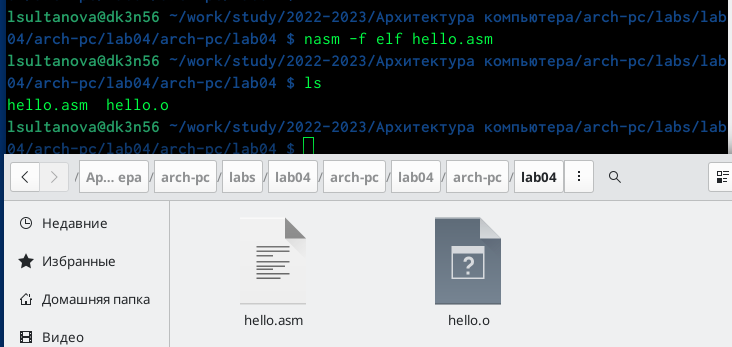 lsultanova@dk3n56 ~/work/study/2022-2023/Архитектура компьютера/arch-pc/labs/lab
04/arch-pc/lab04/arch-pc/lab04 $ nasm -f elf hello.asm
lsultanova@dk3n56 ~/work/study/2022-2023/Архитектура компьютера/arch-pc/labs/lab
04/arch-pc/lab04/arch-pc/lab04 $ ls
hello.asm  hello.o
lsultanova@dk3n56 ~/work/study/2022-2023/Архитектура компьютера/arch-pc/labs/lab
04/arch-pc/lab04/arch-pc/lab04 $
/ Ар... ера / arch-pc / labs / lab04 / arch-pc / lab04 / arch-pc / lab04
Недавние
Избранные
Домашняя папка
Видео
hello.asm
hello.o